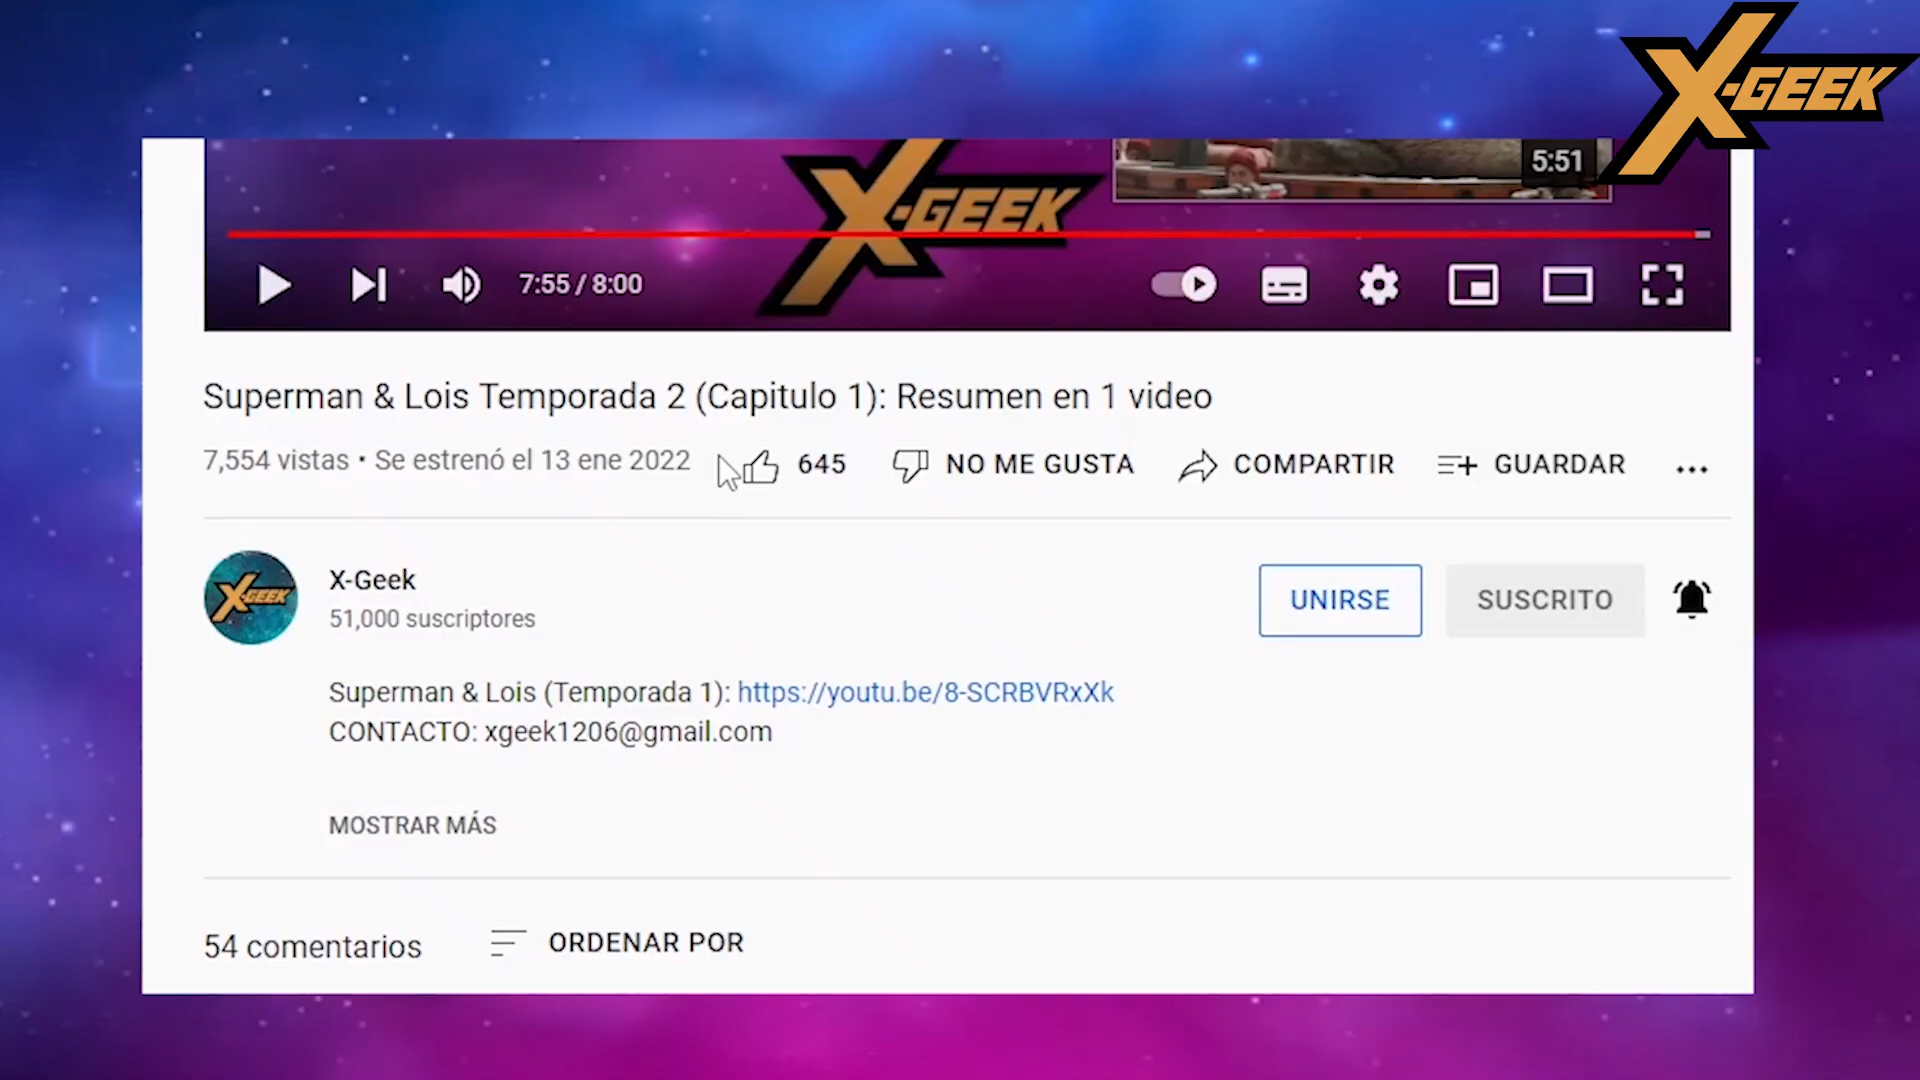 X-GEEK
5:51
X-GEEK
7:55 / 8:00
Superman & Lois Temporada 2 (Capitulo 1): Resumen en 1 video
7,554 vistas • Se estrenó el 13 ene 2022
645
NO ME GUSTA
COMPARTIR
GUARDAR
X-GEEK
X-Geek
51,000 suscriptores
UNIRSE
SUSCRITO
Superman & Lois (Temporada 1): https://youtu.be/8-SCRBVRxXk
CONTACTO: xgeek1206@gmail.com
MOSTRAR MÁS
54 comentarios
ORDENAR POR